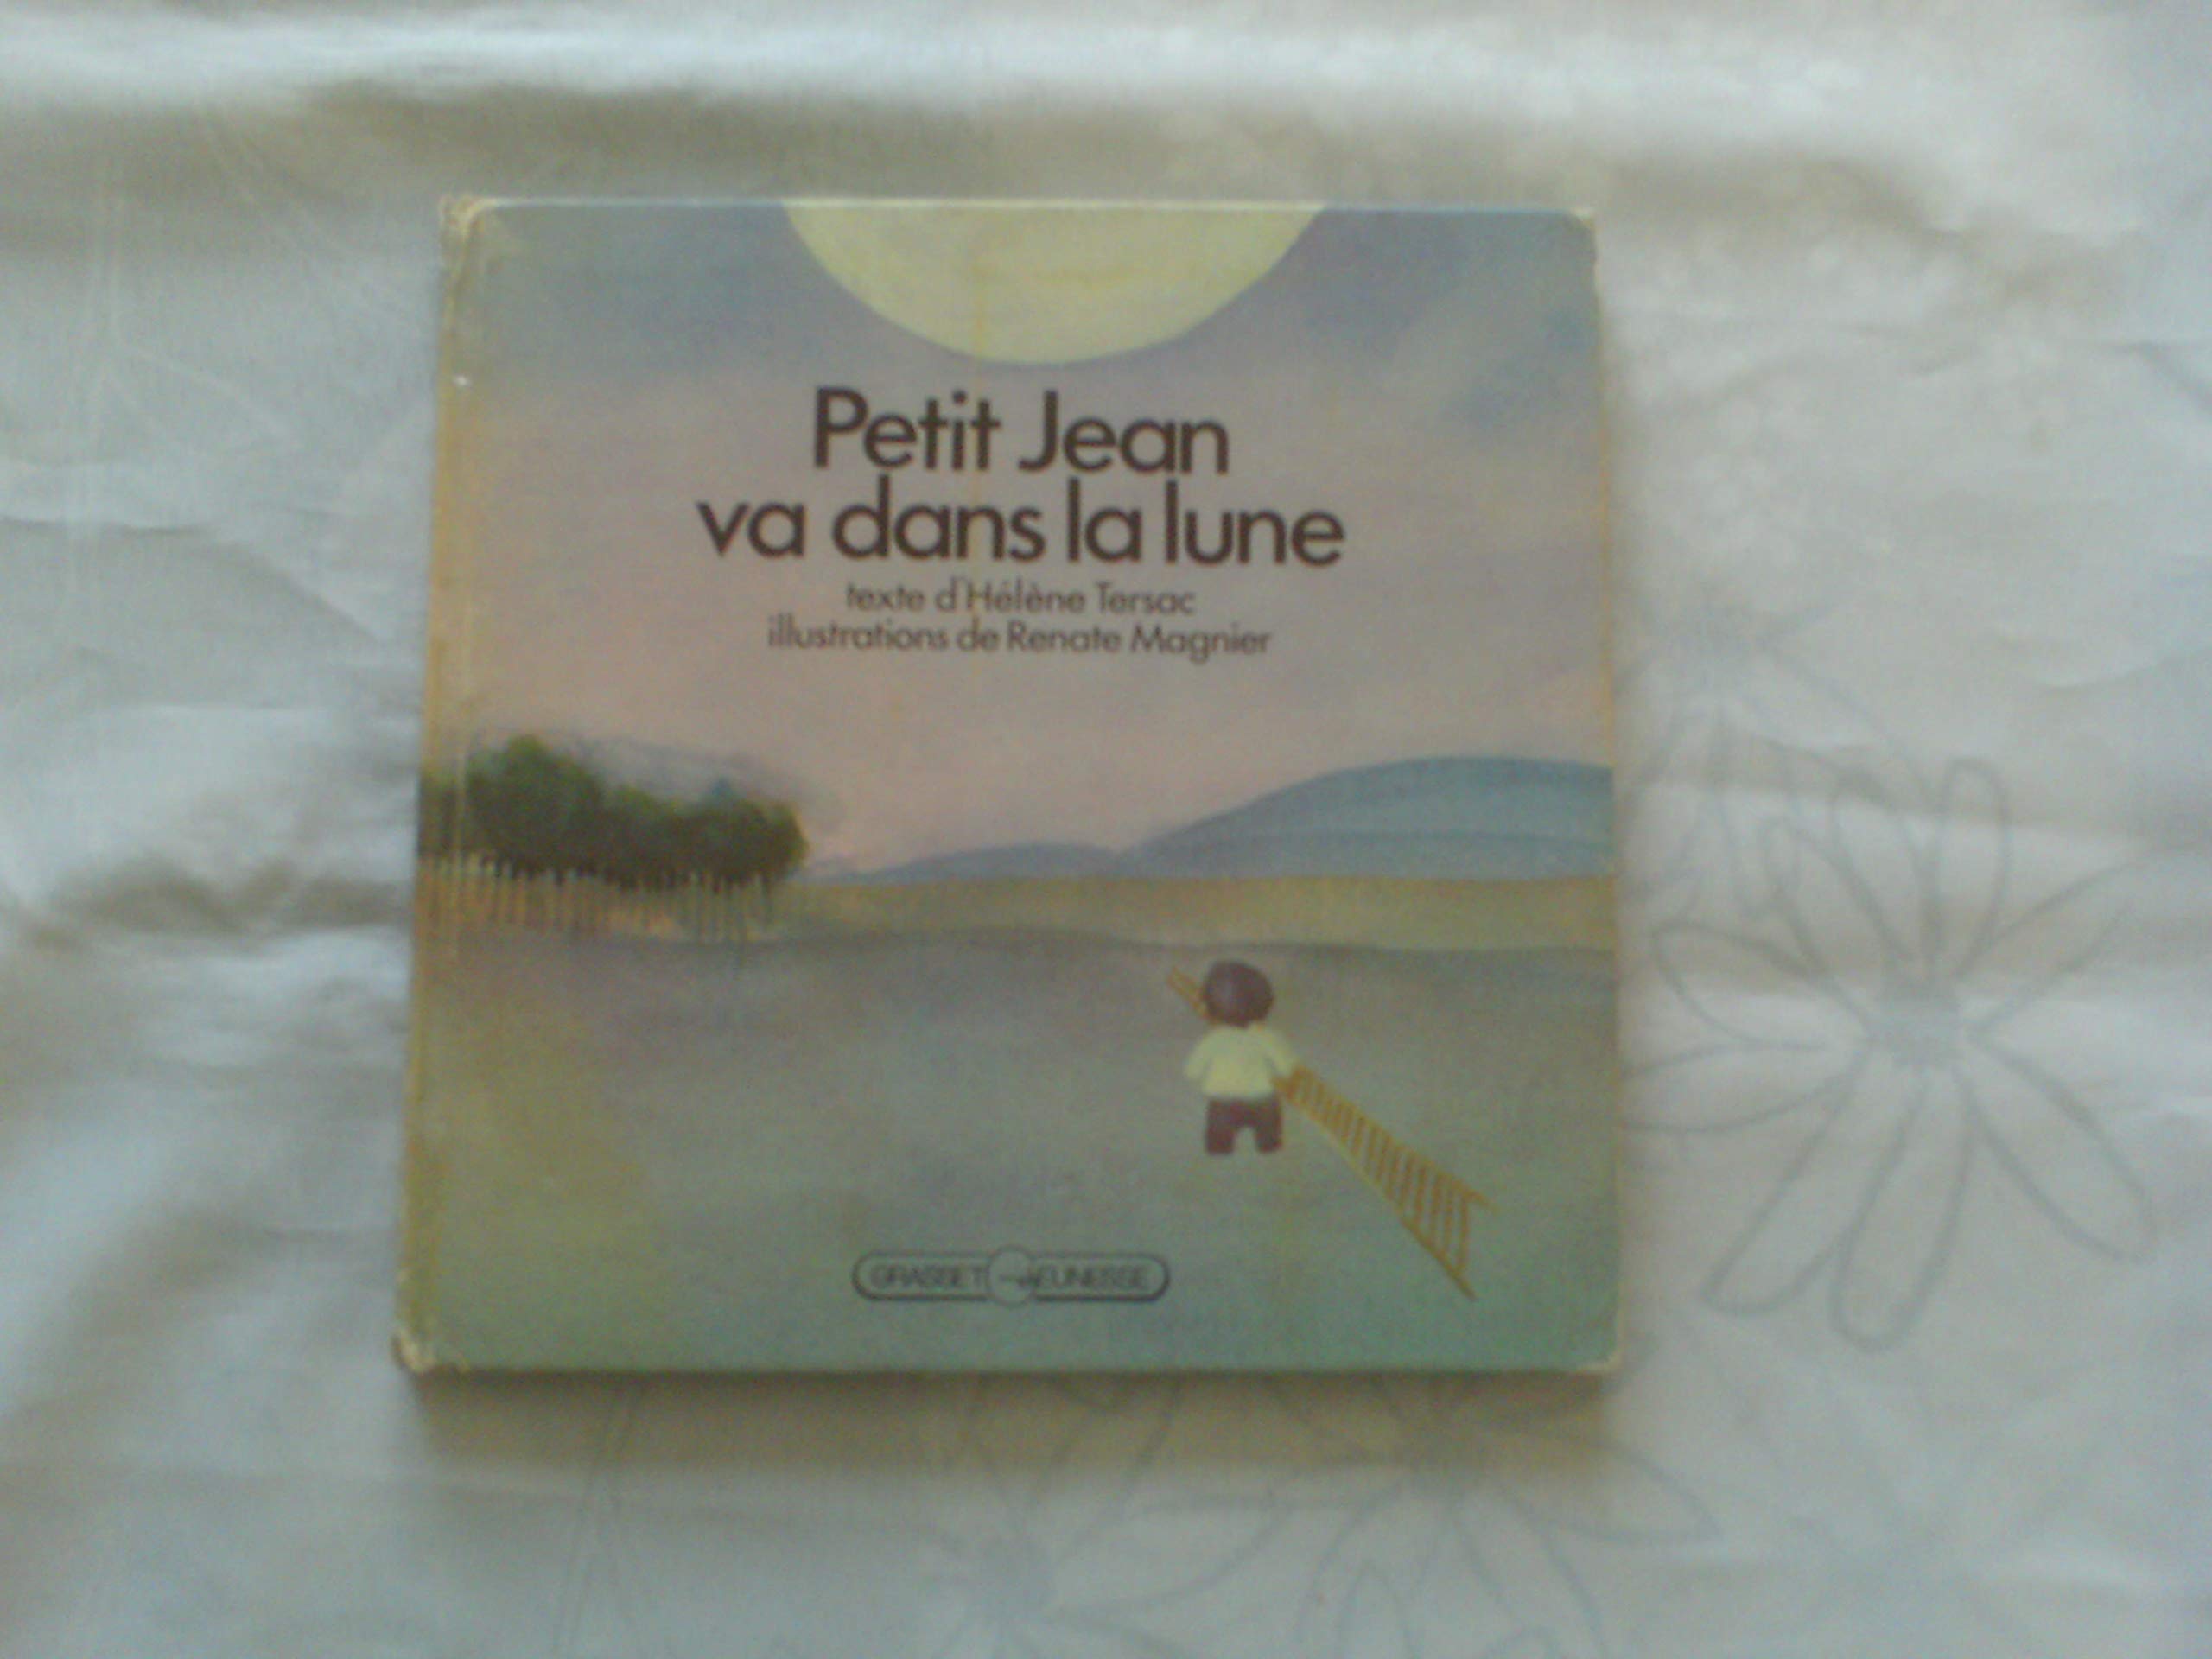 Petit Jean
va dans la lune
texte d'Hélène Tersac
illustrations de Renate Magnier
GRASSET JEUNESSE